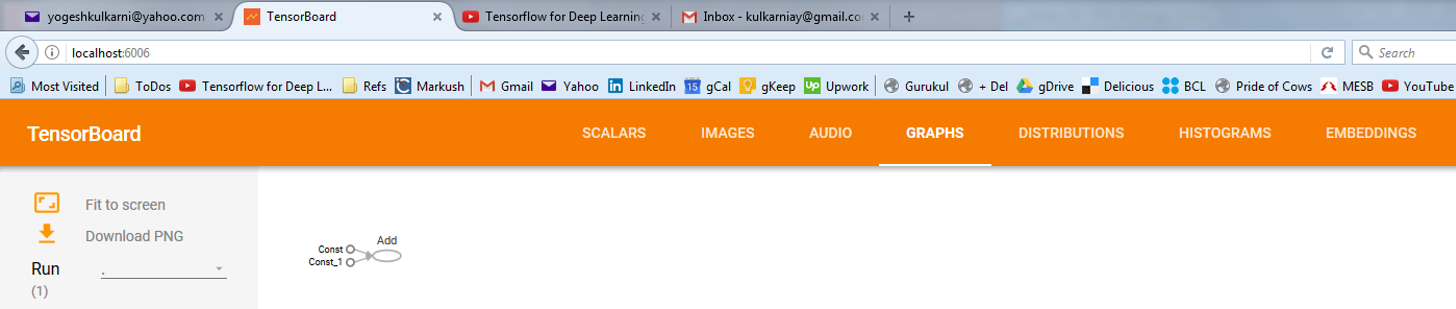 yogeshkulkarni@yahoo.com TensorBoard Tensorflow for Deep Learning Inbox - kulkarniay@gmail.co
localhost:6006 Search
Most Visited ToDos Tensorflow for Deep L... Refs Markush Gmail Yahoo LinkedIn 15 gCal gKeep Up Upwork Gurukul + Del gDrive Delicious BCL Pride of Cows MESB YouTube
TensorBoard SCALARS IMAGES AUDIO GRAPHS DISTRIBUTIONS HISTOGRAMS EMBEDDINGS
Fit to screen
Download PNG
Add
Const
Const_1
Run .
(1)